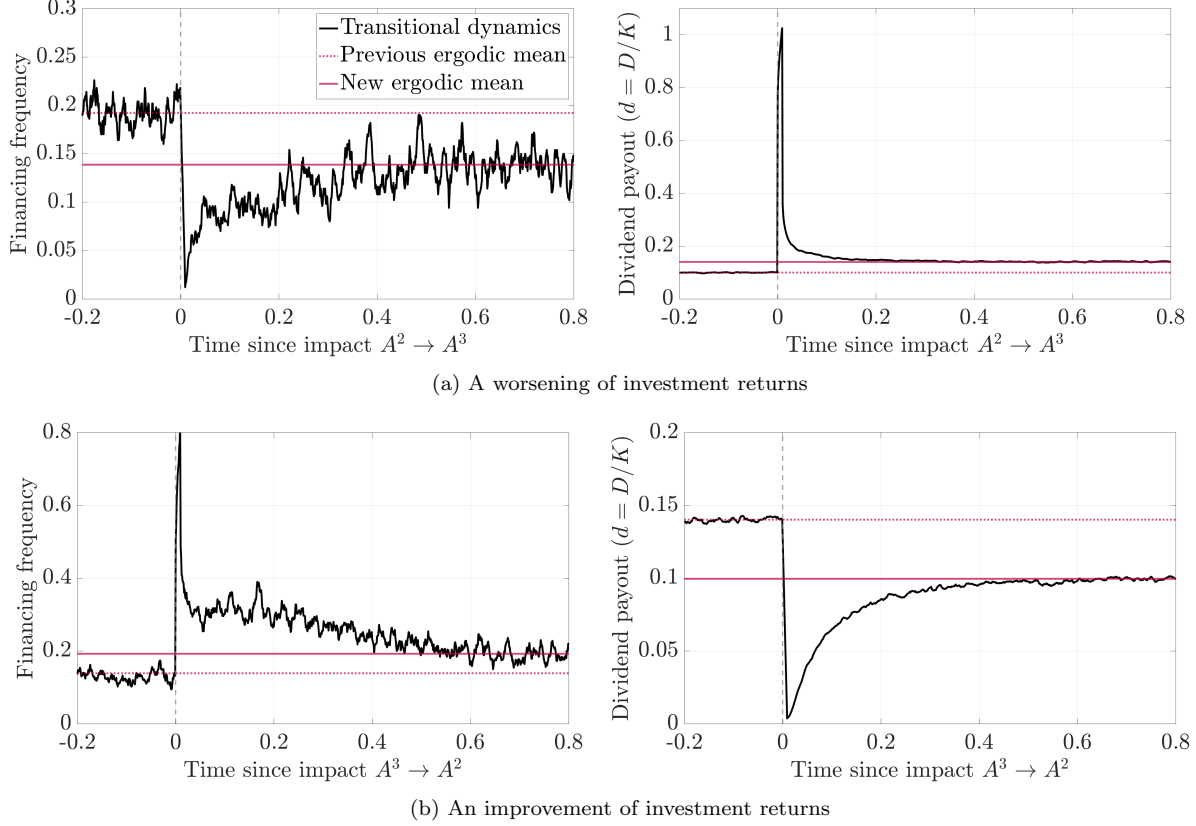 0.3
0.25
0.2
0.15
0.1
0.05
0
-0.2 0 0.2 0.4 0.6 0.8
Financing frequency
Time since impact A² → A³
Transitional dynamics
Previous ergodic mean
New ergodic mean
1
0.8
0.6
0.4
0.2
0
-0.2 0 0.2 0.4 0.6 0.8
Dividend payout (d = D/K)
Time since impact A² → A³
(a) A worsening of investment returns
0.8
0.6
0.4
0.2
0
-0.2 0 0.2 0.4 0.6 0.8
Financing frequency
Time since impact A³ → A²
0.2
0.15
0.1
0.05
0
-0.2 0 0.2 0.4 0.6 0.8
Dividend payout (d = D/K)
Time since impact A³ → A²
(b) An improvement of investment returns